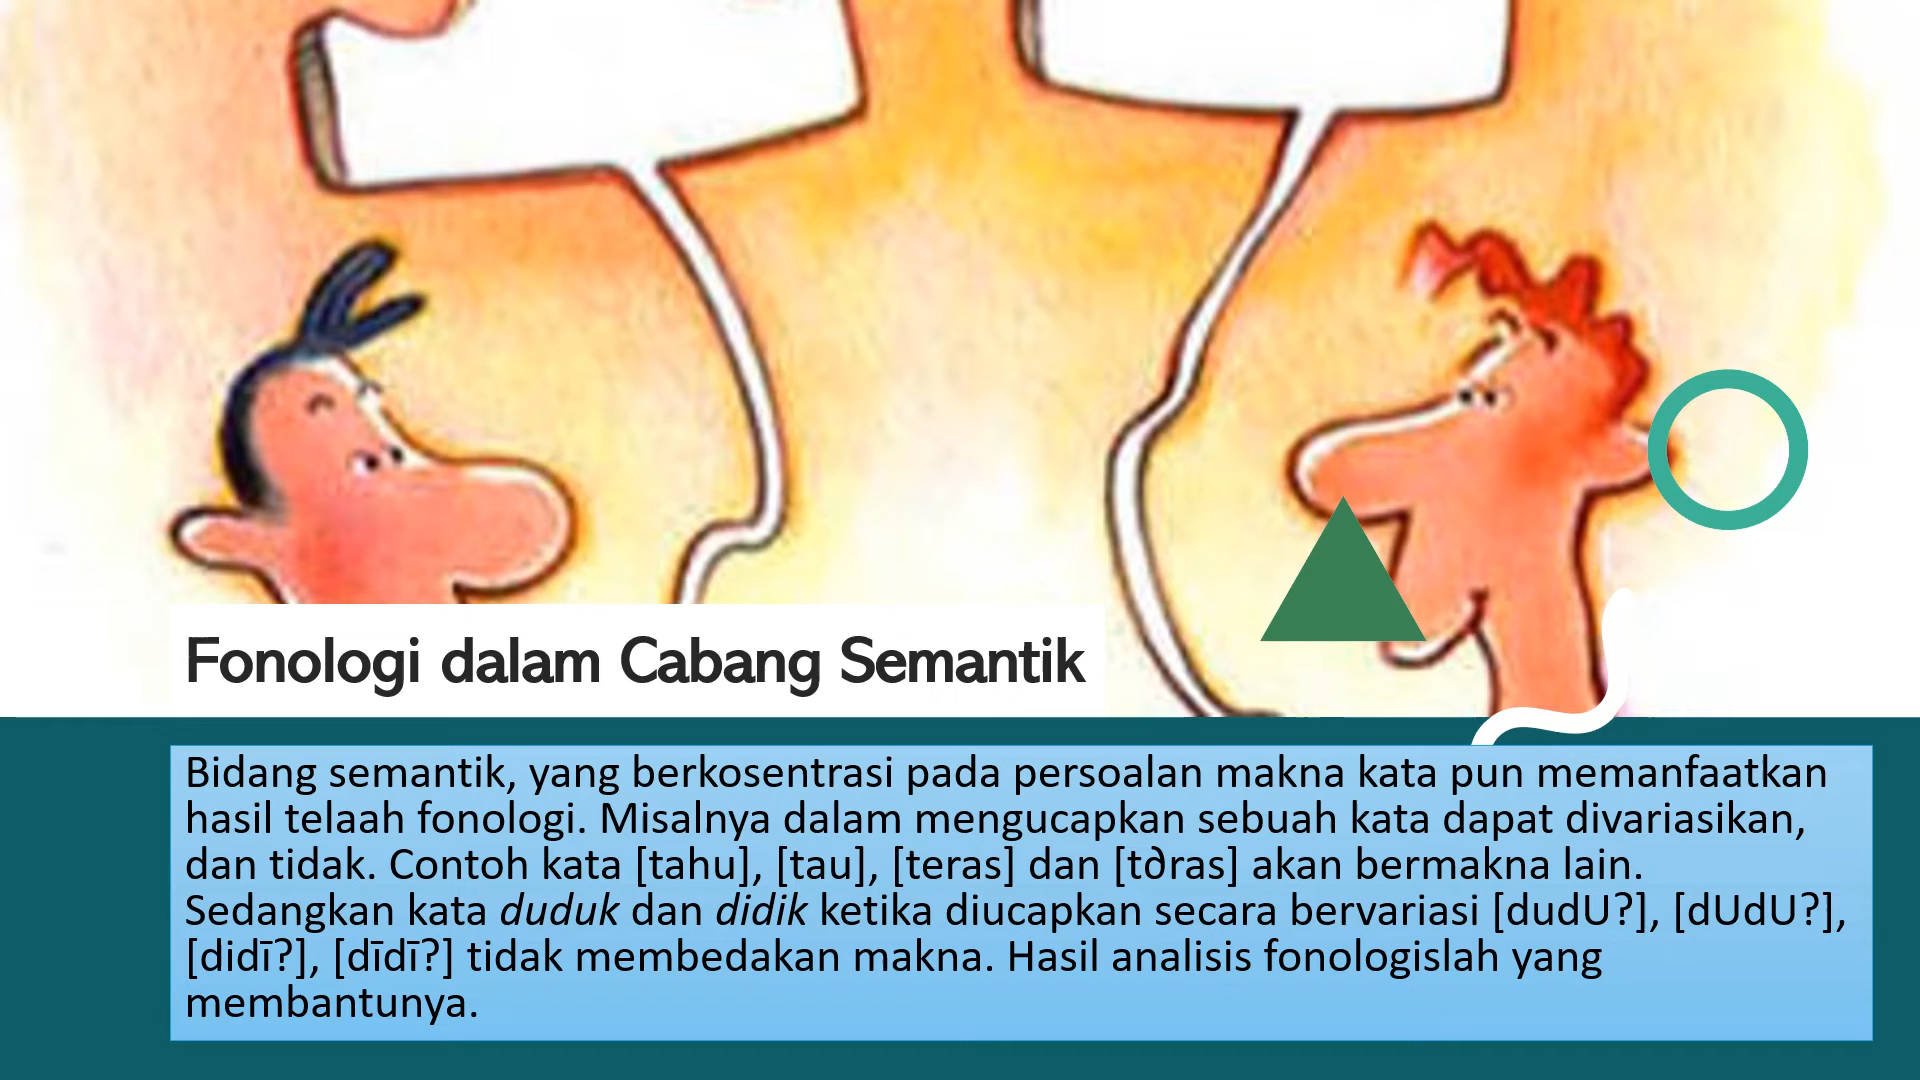 Fonologi dalam Cabang Semantik
Bidang semantik, yang berkosentrasi pada persoalan makna kata pun memanfaatkan
hasil telaah fonologi. Misalnya dalam mengucapkan sebuah kata dapat divariasikan,
dan tidak. Contoh kata [tahu], [tau], [teras] dan [t∂ras] akan bermakna lain.
Sedangkan kata duduk dan didik ketika diucapkan secara bervariasi [dudU?], [dUdU?],
[didī?], [dīdī?] tidak membedakan makna. Hasil analisis fonologislah yang
membantunya.